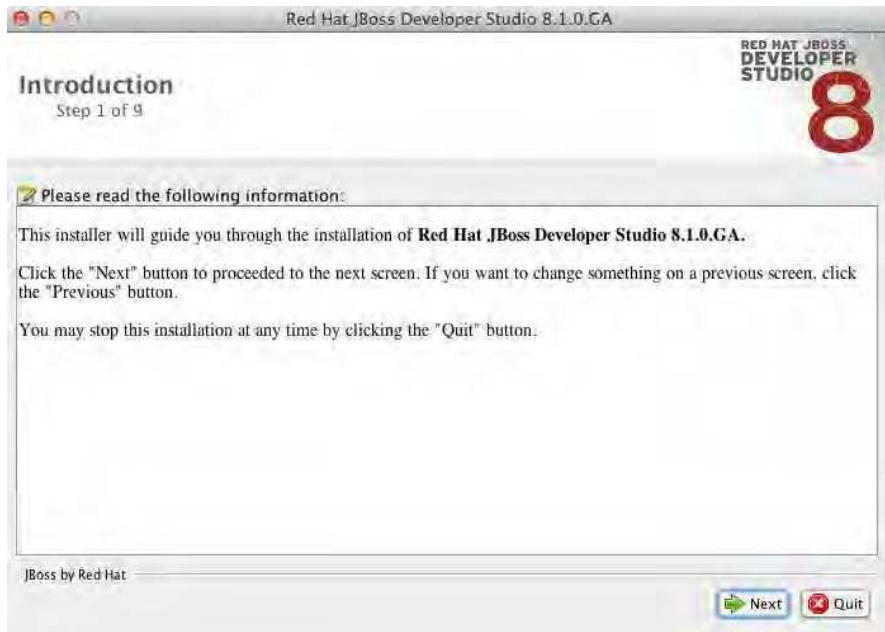 Red Hat JBoss Developer Studio 8.1.0.GA
RED HAT JBOSS
DEVELOPER
STUDIO
8
Introduction
Step 1 of 9
Please read the following information:
This installer will guide you through the installation of Red Hat JBoss Developer Studio 8.1.0.GA.
Click the "Next" button to proceeded to the next screen. If you want to change something on a previous screen, click
the "Previous" button.
You may stop this installation at any time by clicking the "Quit" button.
JBoss by Red Hat
Next
Quit